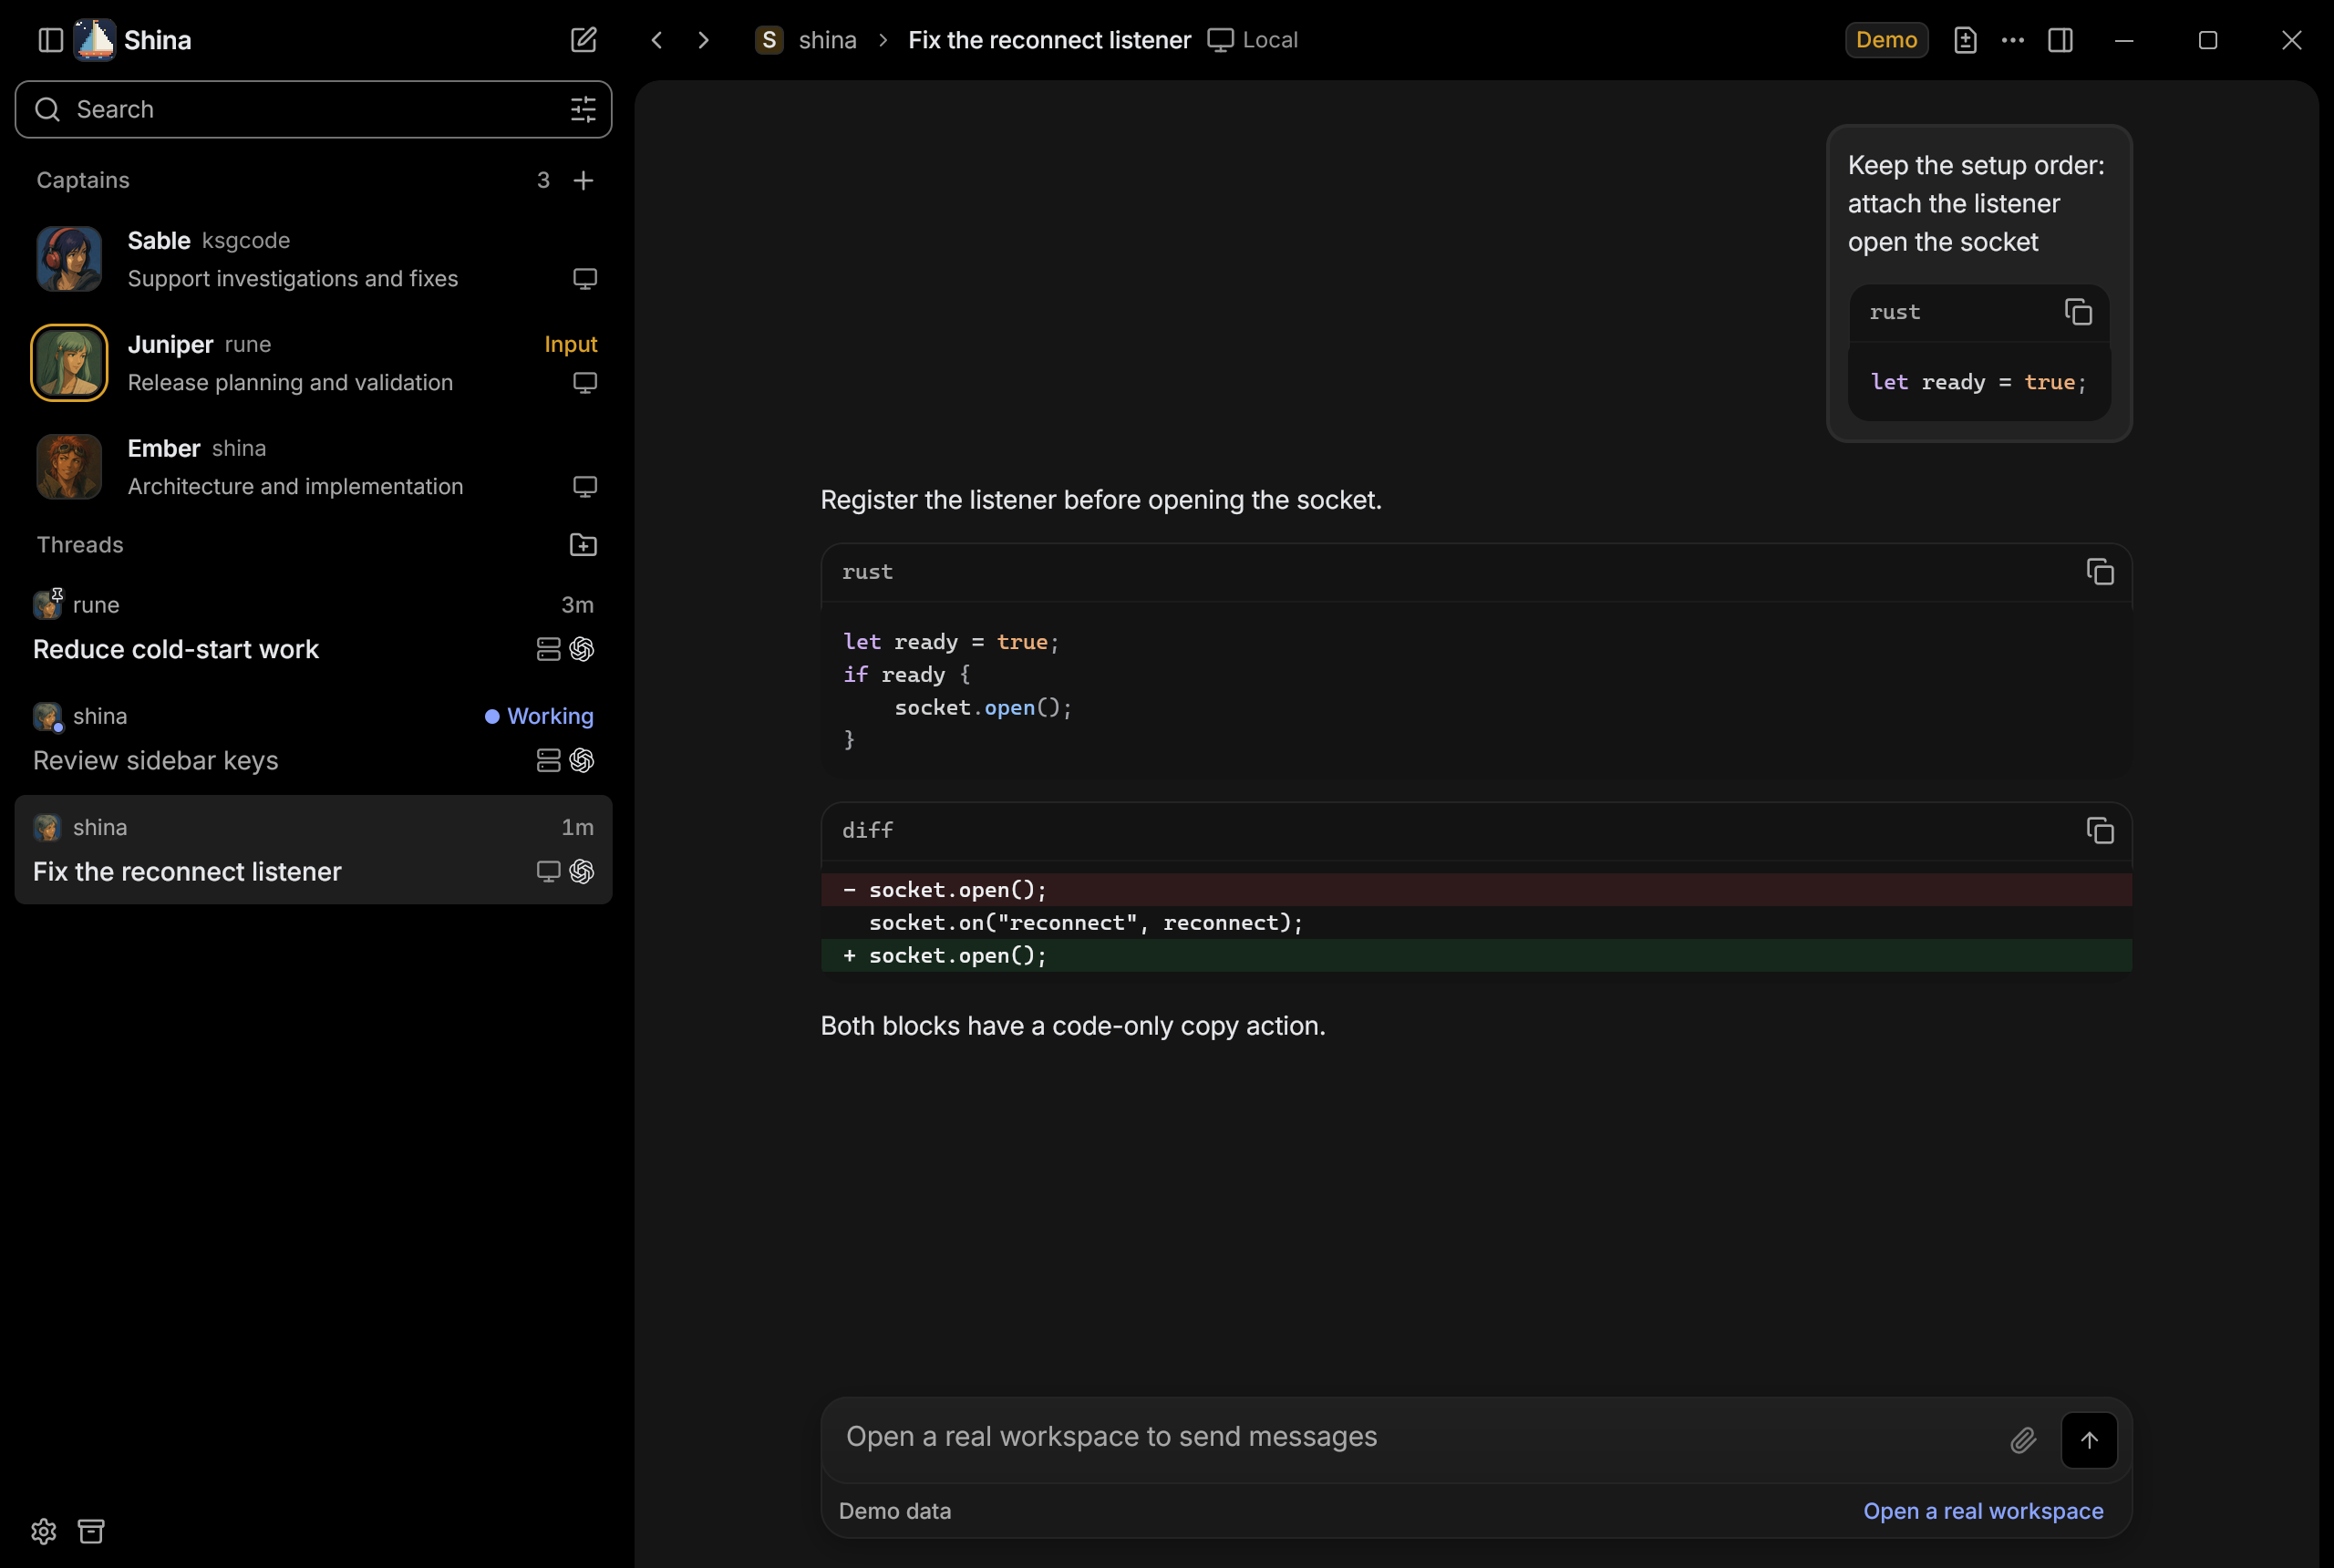 Shina
Search
Captains 3
Sable ksgcode
Support investigations and fixes
Juniper rune Input
Release planning and validation
Ember shina
Architecture and implementation
Threads
rune 3m
Reduce cold-start work
shina Working
Review sidebar keys
shina 1m
Fix the reconnect listener
S shina Fix the reconnect listener Local
Demo
Keep the setup order:
attach the listener
open the socket
rust
let ready = true;
Register the listener before opening the socket.
rust
let ready = true;
if ready {
    socket.open();
}
diff
- socket.open();
  socket.on("reconnect", reconnect);
+ socket.open();
Both blocks have a code-only copy action.
Open a real workspace to send messages
Demo data Open a real workspace